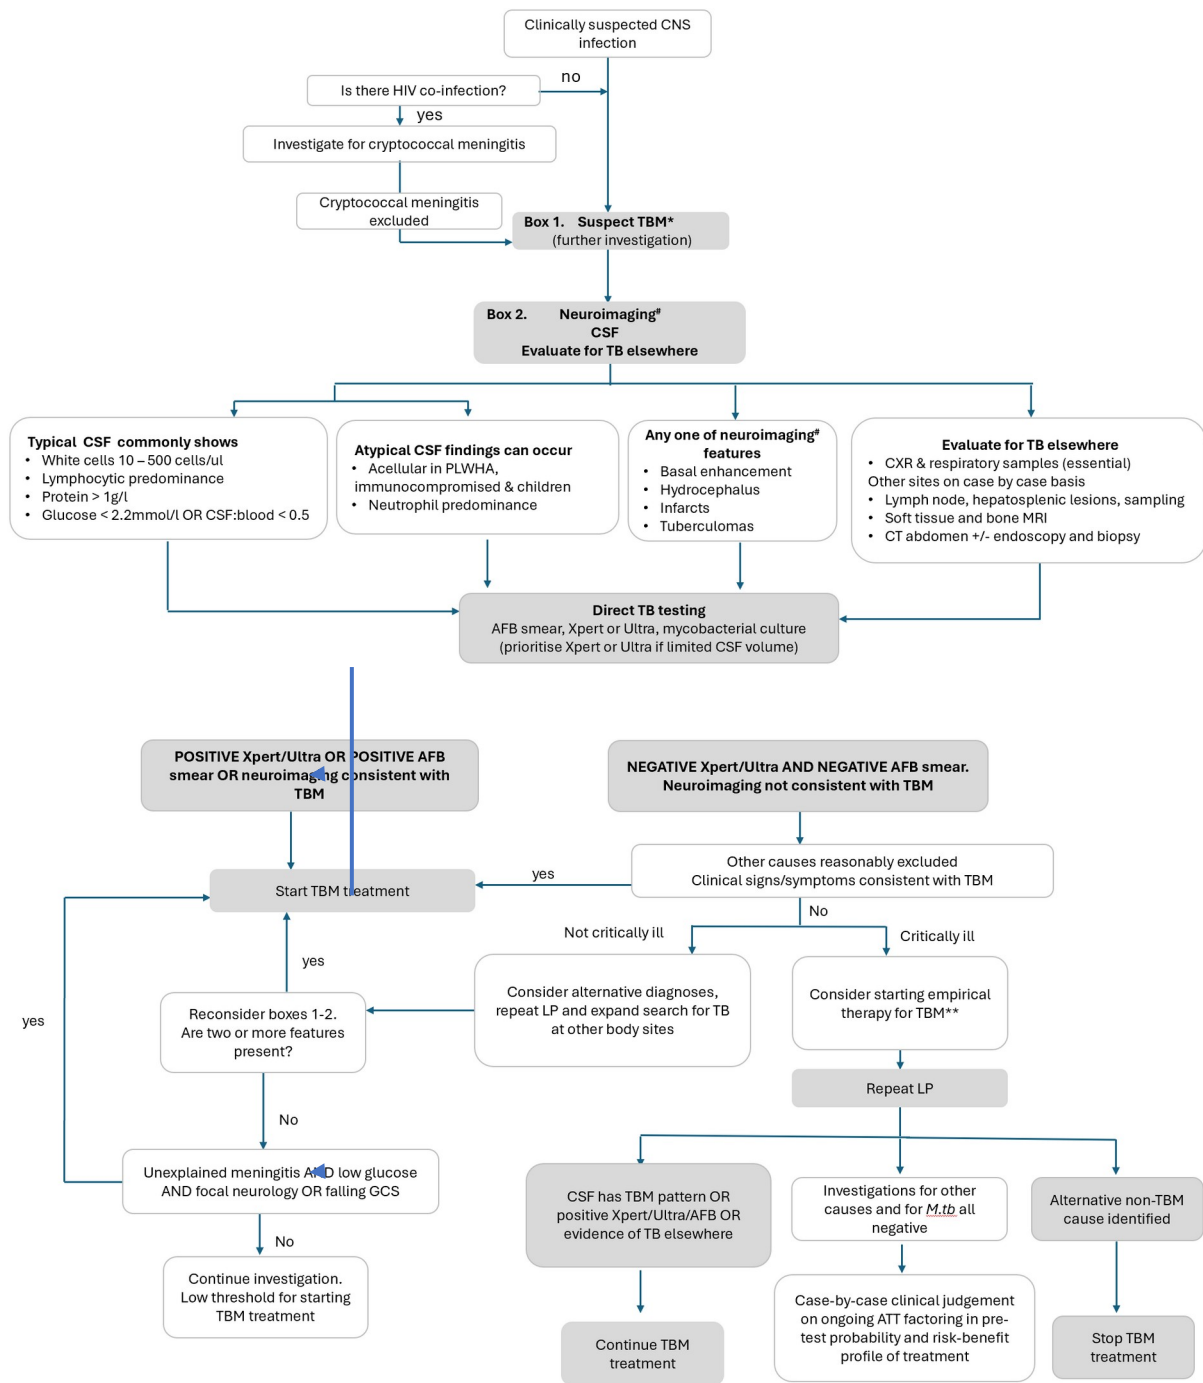 Clinically suspected CNS
infection
no
Is there HIV co-infection?
yes
Investigate for cryptococcal meningitis
Cryptococcal meningitis
excluded
Box 1. Suspect TBM*
(further investigation)
Box 2. Neuroimaging#
CSF
Evaluate for TB elsewhere
Typical CSF commonly shows
• White cells 10 – 500 cells/ul
• Lymphocytic predominance
• Protein > 1g/l
• Glucose < 2.2mmol/l OR CSF:blood < 0.5
Atypical CSF findings can occur
• Acellular in PLWHA,
immunocompromised & children
• Neutrophil predominance
Any one of neuroimaging#
features
• Basal enhancement
• Hydrocephalus
• Infarcts
• Tuberculomas
Evaluate for TB elsewhere
• CXR & respiratory samples (essential)
Other sites on case by case basis
• Lymph node, hepatosplenic lesions, sampling
• Soft tissue and bone MRI
• CT abdomen +/- endoscopy and biopsy
Direct TB testing
AFB smear, Xpert or Ultra, mycobacterial culture
(prioritise Xpert or Ultra if limited CSF volume)
POSITIVE Xpert/Ultra OR POSITIVE AFB
smear OR neuroimaging consistent with
TBM
NEGATIVE Xpert/Ultra AND NEGATIVE AFB smear.
Neuroimaging not consistent with TBM
Other causes reasonably excluded
Clinical signs/symptoms consistent with TBM
yes
Start TBM treatment
No
Not critically ill
Critically ill
yes
Consider alternative diagnoses,
repeat LP and expand search for TB
at other body sites
Consider starting empirical
therapy for TBM**
Reconsider boxes 1-2.
Are two or more features
present?
yes
Repeat LP
No
Unexplained meningitis AND low glucose
AND focal neurology OR falling GCS
CSF has TBM pattern OR
positive Xpert/Ultra/AFB OR
evidence of TB elsewhere
Investigations for other
causes and for M.tb all
negative
Alternative non-TBM
cause identified
No
Continue investigation.
Low threshold for starting
TBM treatment
Case-by-case clinical judgement
on ongoing ATT factoring in pre-
test probability and risk-benefit
profile of treatment
Continue TBM
treatment
Stop TBM
treatment